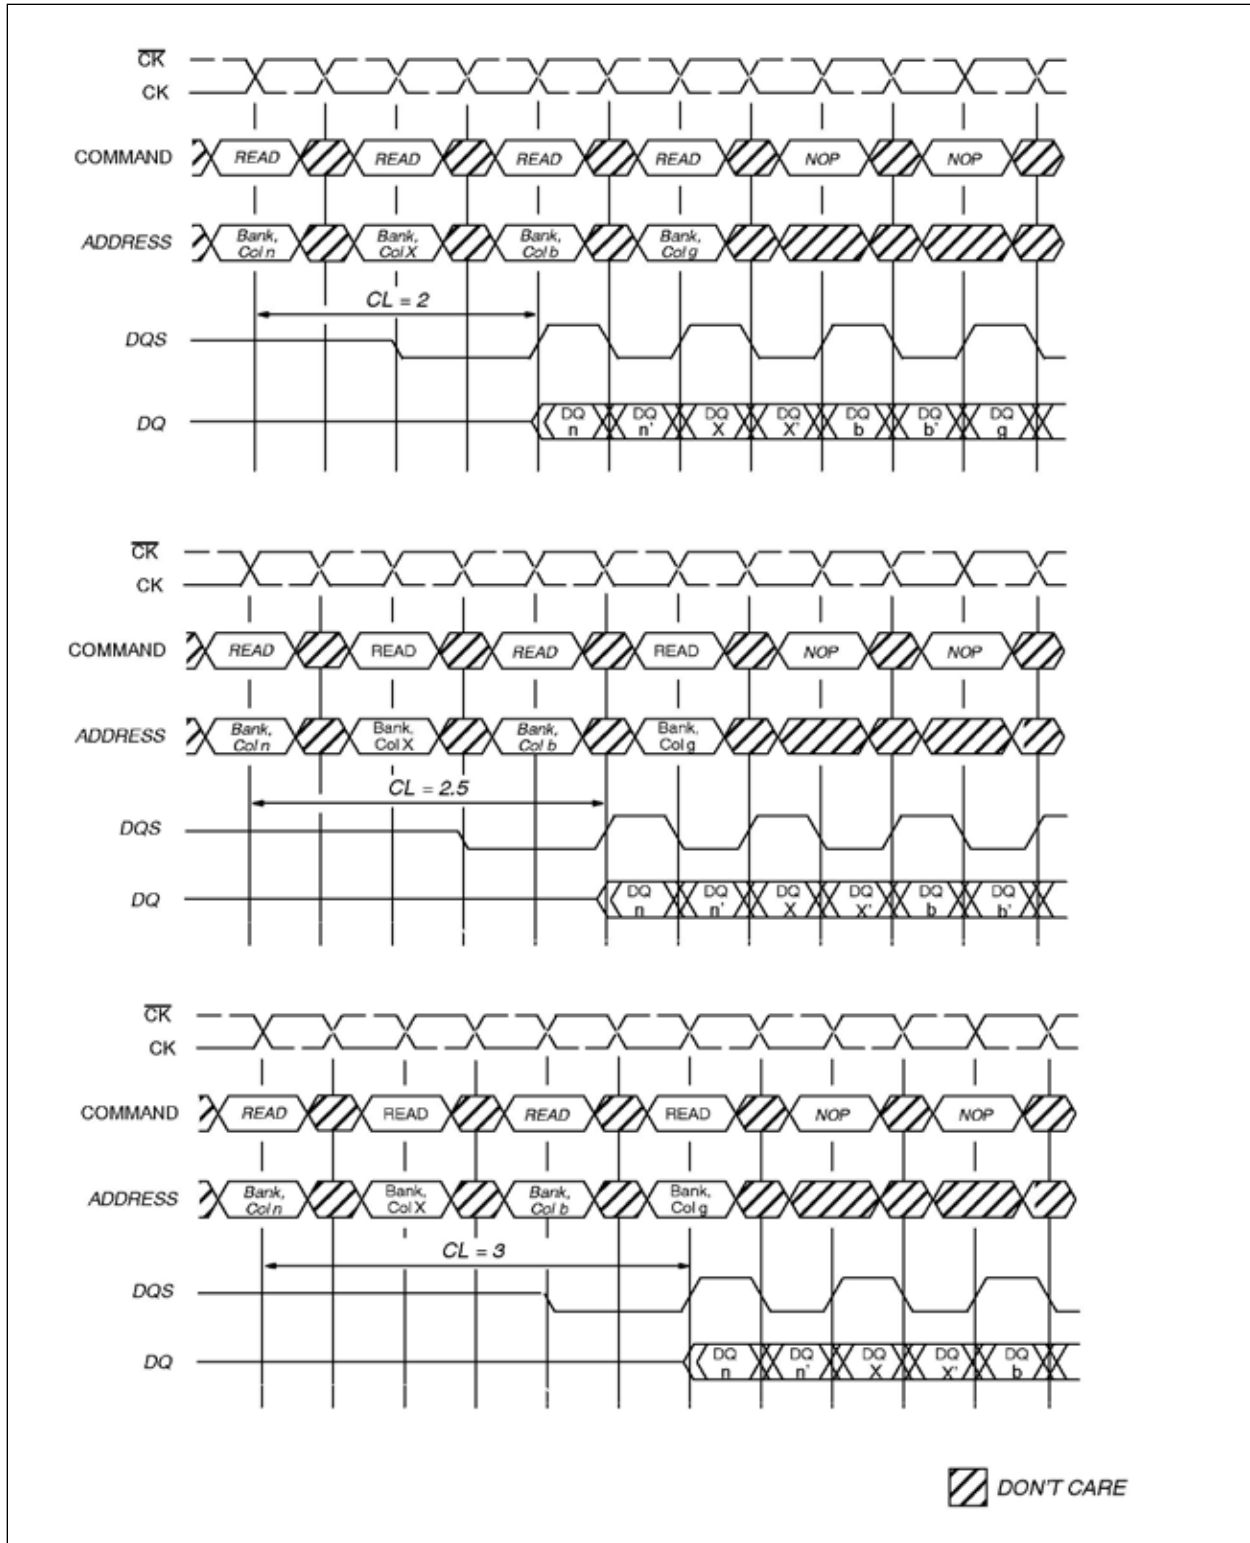 CK
CK
COMMAND READ READ READ READ NOP NOP
ADDRESS Bank, Col n Bank, Col X Bank, Col b Bank, Col g
CL = 2
DQS
DQ DQ n DQ n' DQ X DQ X' DQ b DQ b' DQ g
CK
CK
COMMAND READ READ READ READ NOP NOP
ADDRESS Bank, Col n Bank, Col X Bank, Col b Bank, Col g
CL = 2.5
DQS
DQ DQ n DQ n' DQ X DQ X' DQ b DQ b'
CK
CK
COMMAND READ READ READ READ NOP NOP
ADDRESS Bank, Col n Bank, Col X Bank, Col b Bank, Col g
CL = 3
DQS
DQ DQ n DQ n' DQ X DQ X' DQ b
DON'T CARE